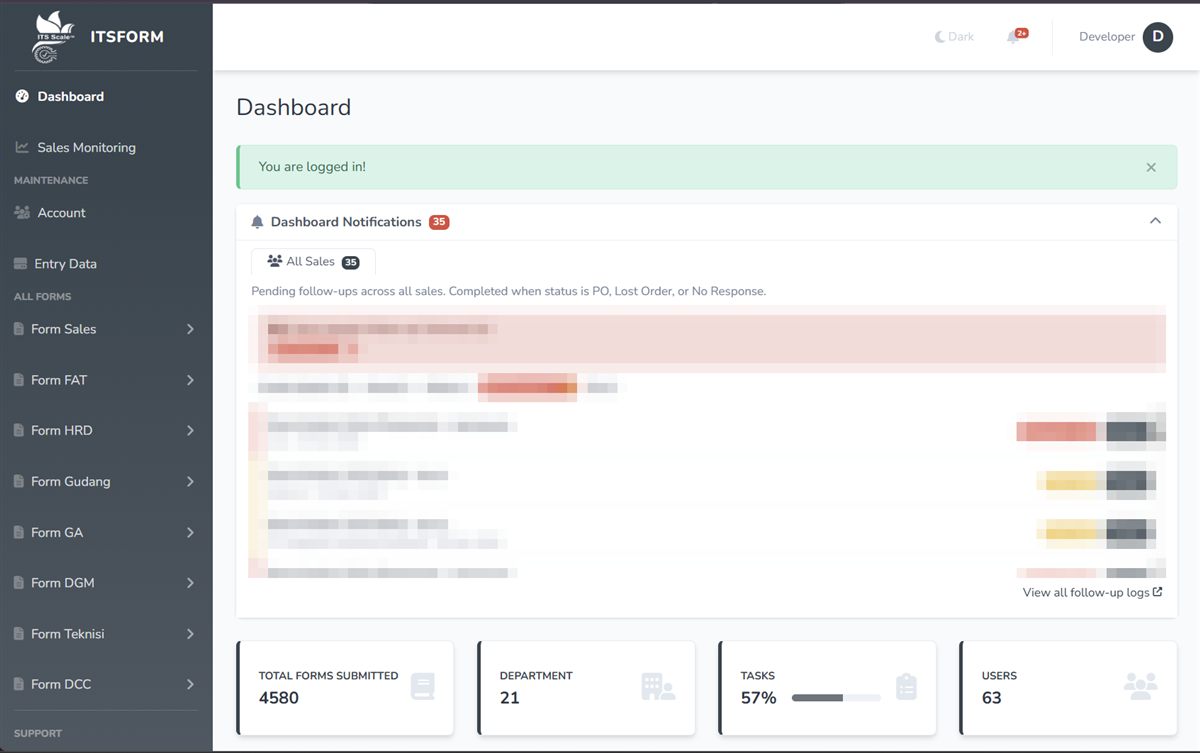 ITS Scale™
ITSFORM
Dashboard
Sales Monitoring
MAINTENANCE
Account
Entry Data
ALL FORMS
Form Sales
Form FAT
Form HRD
Form Gudang
Form GA
Form DGM
Form Teknisi
Form DCC
SUPPORT
Dark
2+
Developer
D
Dashboard
You are logged in!
Dashboard Notifications 35
All Sales 35
Pending follow-ups across all sales. Completed when status is PO, Lost Order, or No Response.
View all follow-up logs
TOTAL FORMS SUBMITTED
4580
DEPARTMENT
21
TASKS
57%
USERS
63